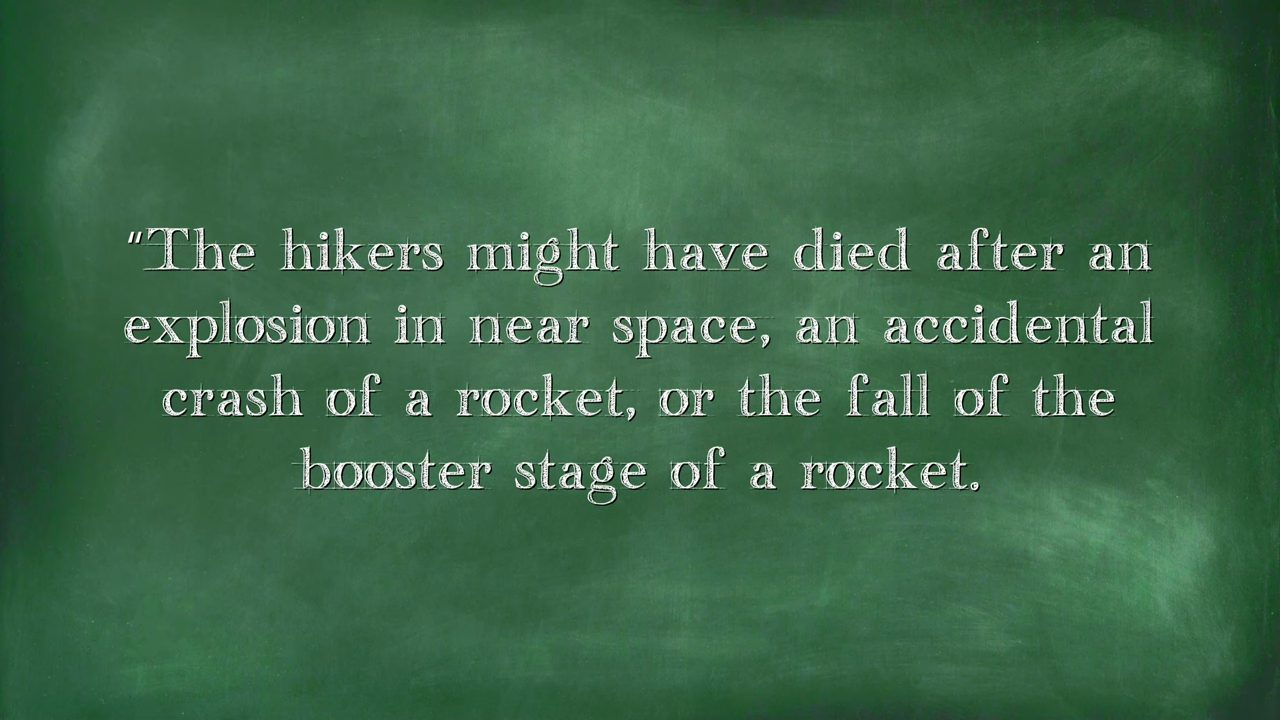 "The hikers might have died after an
explosion in near space, an accidental
crash of a rocket, or the fall of the
booster stage of a rocket.